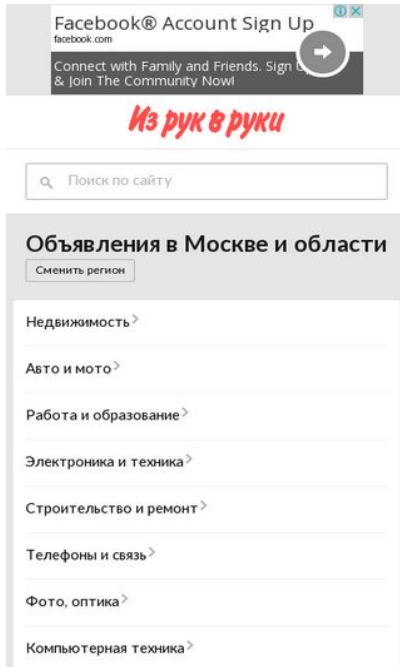 Facebook® Account Sign Up
facebook.com
Connect with Family and Friends. Sign
& Join The Community Now!
Из рук в руки
Поиск по сайту
Объявления в Москве и области
Сменить регион
Недвижимость
Авто и мото
Работа и образование
Электроника и техника
Строительство и ремонт
Телефоны и связь
Фото, оптика
Компьютерная техника